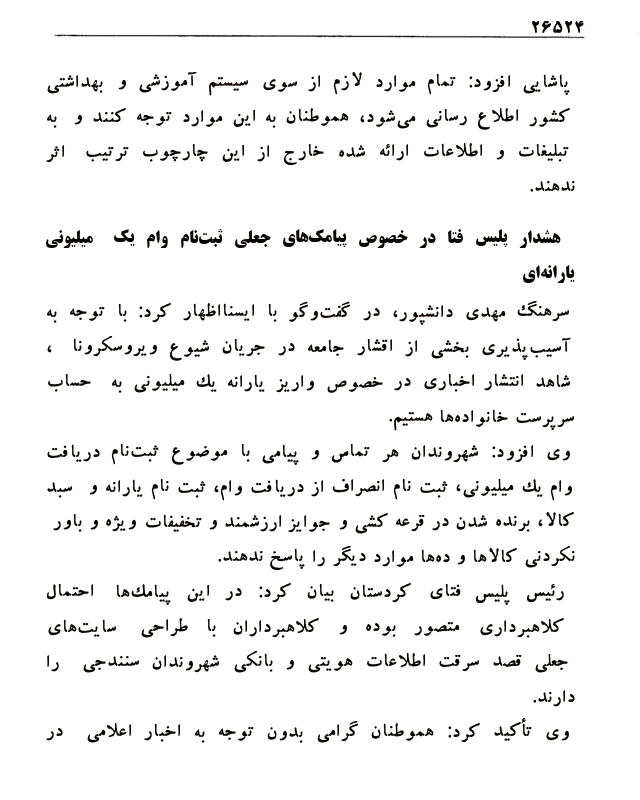 ۲۶۵۲۴
پاشایی افزود: تمام موارد لازم از سوی سیستم آموزشی و بهداشتی
کشور اطلاع رسانی می‌شود، هموطنان به این موارد توجه کنند و به
تبلیغات و اطلاعات ارائه شده خارج از این چارچوب ترتیب اثر
ندهند.
هشدار پلیس فتا در خصوص پیامک‌های جعلی ثبت‌نام وام یک میلیونی
یارانه‌ای
سرهنگ مهدی دانشپور، در گفت‌وگو با ایسنااظهار کرد: با توجه به
آسیب‌پذیری بخشی از اقشار جامعه در جریان شیوع ویروسکرونا ،
شاهد انتشار اخباری در خصوص واریز یارانه یك میلیونی به حساب
سرپرست خانواده‌ها هستیم.
وی افزود: شهروندان هر تماس و پیامی با موضوع ثبت‌نام دریافت
وام یك میلیونی، ثبت نام انصراف از دریافت وام، ثبت نام یارانه و سبد
کالا، برنده شدن در قرعه کشی و جوایز ارزشمند و تخفیفات ویژه و باور
نکردنی کالاها و ده‌ها موارد دیگر را پاسخ ندهند.
رئیس پلیس فتای کردستان بیان کرد: در این پیامك‌ها احتمال
کلاهبرداری متصور بوده و کلاهبرداران با طراحی سایت‌های
جعلی قصد سرقت اطلاعات هویتی و بانکی شهروندان سنندجی را
دارند.
وی تأکید کرد: هموطنان گرامی بدون توجه به اخبار اعلامی در